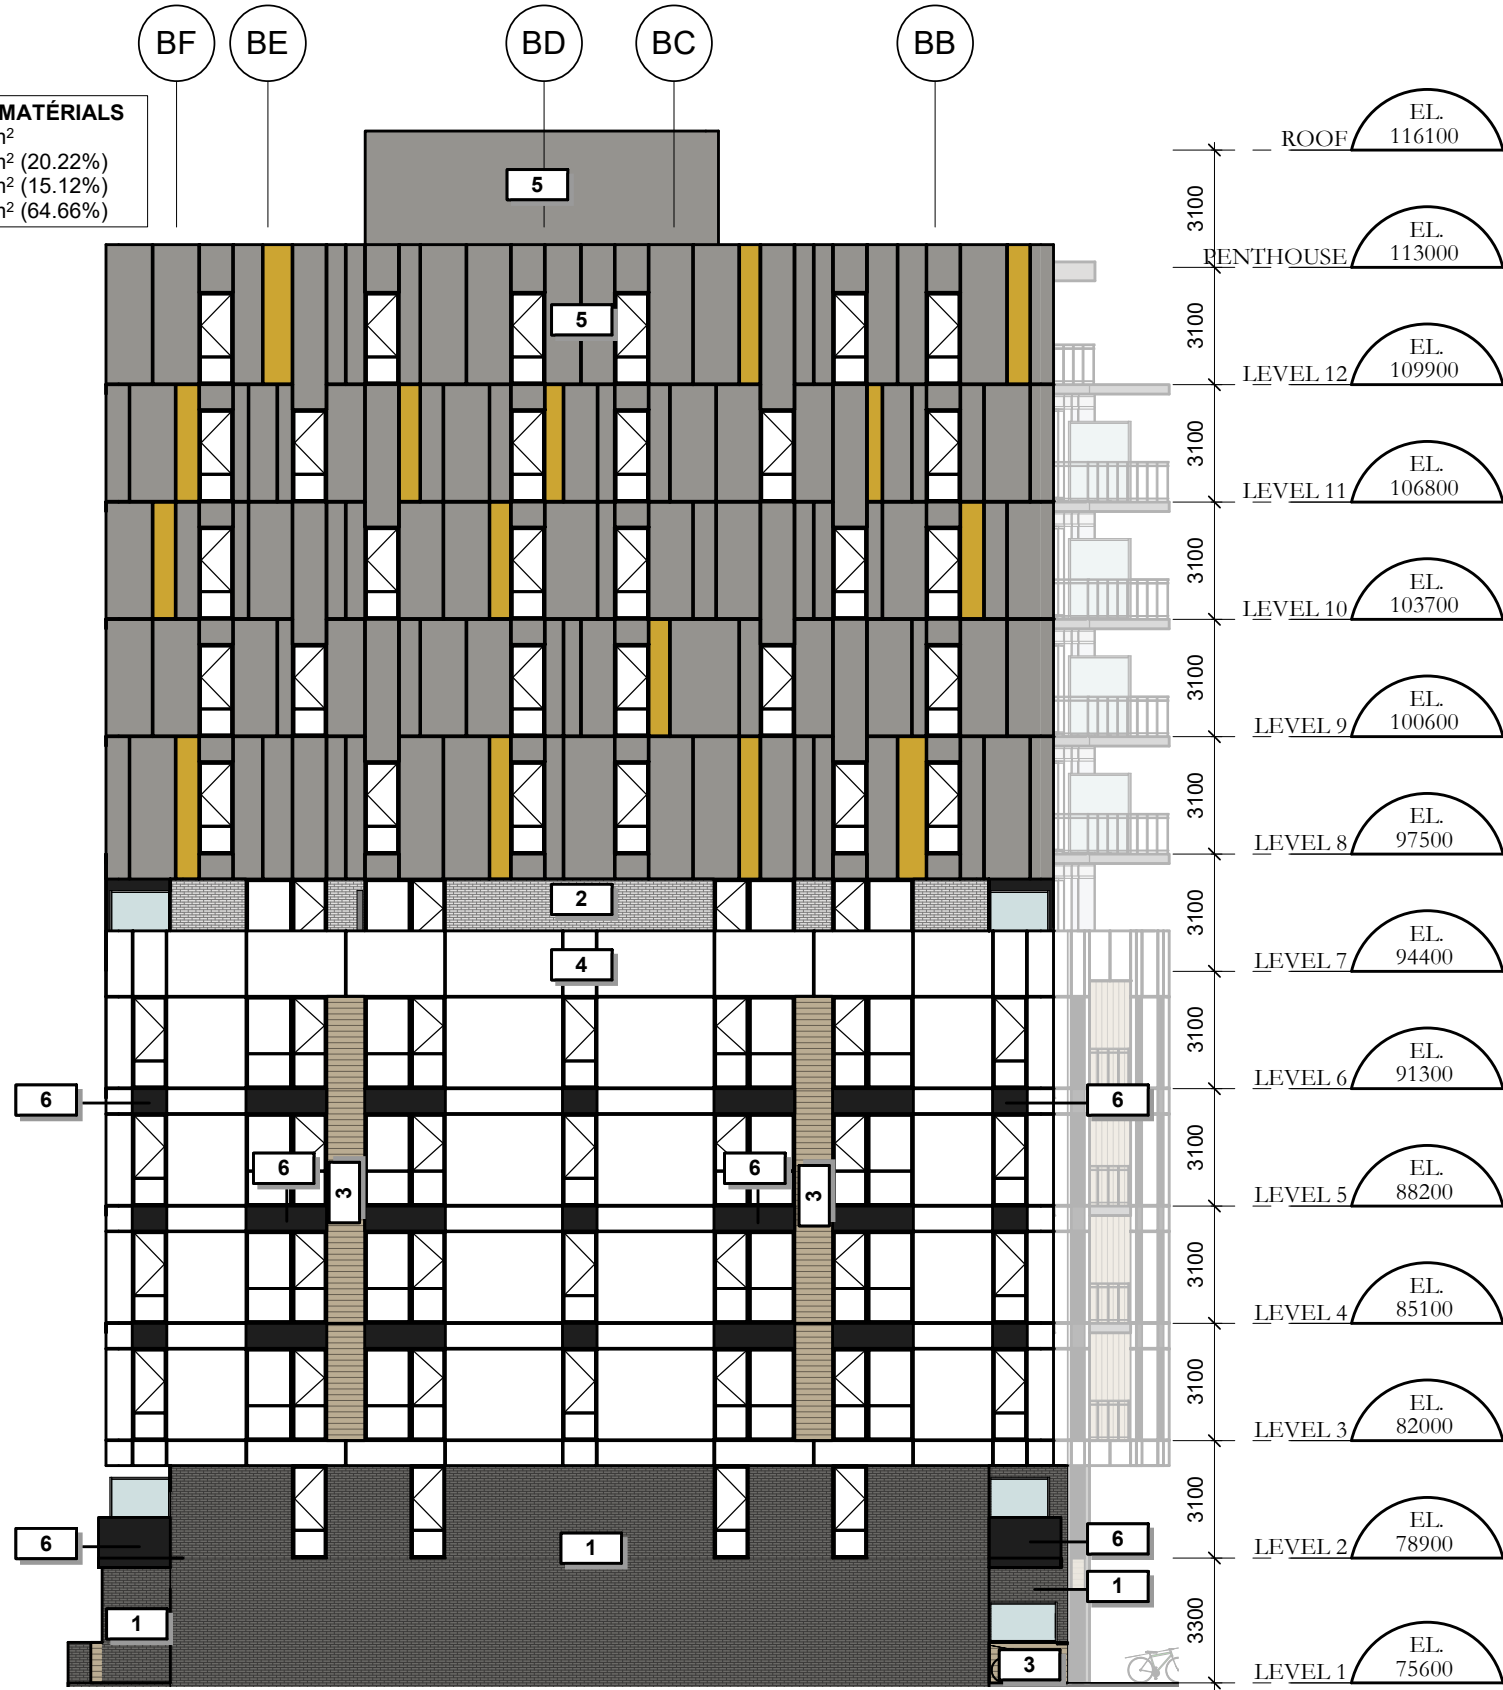 BF BE BD BC BB
MATÉRIALS
m²
m² (20.22%)
m² (15.12%)
m² (64.66%)
EL.
ROOF 116100
5
3100
EL.
PENTHOUSE 113000
5
3100
EL.
LEVEL 12 109900
3100
EL.
LEVEL 11 106800
3100
EL.
LEVEL 10 103700
3100
EL.
LEVEL 9 100600
3100
EL.
LEVEL 8 97500
2
3100
EL.
LEVEL 7 94400
4
3100
EL.
LEVEL 6 91300
6 6
3100
6 3 6 3
EL.
LEVEL 5 88200
3100
EL.
LEVEL 4 85100
3100
EL.
LEVEL 3 82000
3100
EL.
LEVEL 2 78900
6 1 6
1
1
3300
3
EL.
LEVEL 1 75600